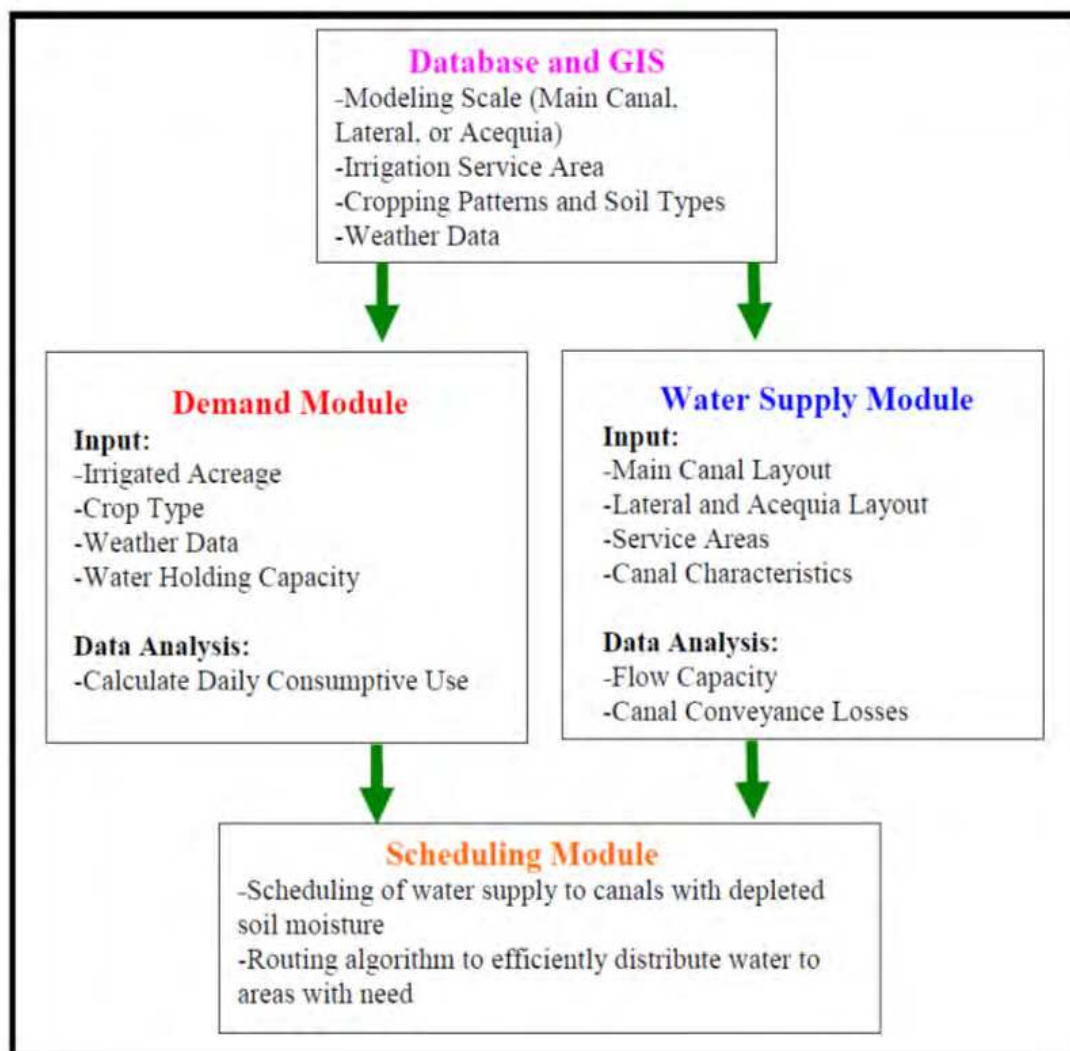 Database and GIS
-Modeling Scale (Main Canal,
Lateral, or Acequia)
-Irrigation Service Area
-Cropping Patterns and Soil Types
-Weather Data
Demand Module
Input:
-Irrigated Acreage
-Crop Type
-Weather Data
-Water Holding Capacity
Data Analysis:
-Calculate Daily Consumptive Use
Water Supply Module
Input:
-Main Canal Layout
-Lateral and Acequia Layout
-Service Areas
-Canal Characteristics
Data Analysis:
-Flow Capacity
-Canal Conveyance Losses
Scheduling Module
-Scheduling of water supply to canals with depleted
soil moisture
-Routing algorithm to efficiently distribute water to
areas with need